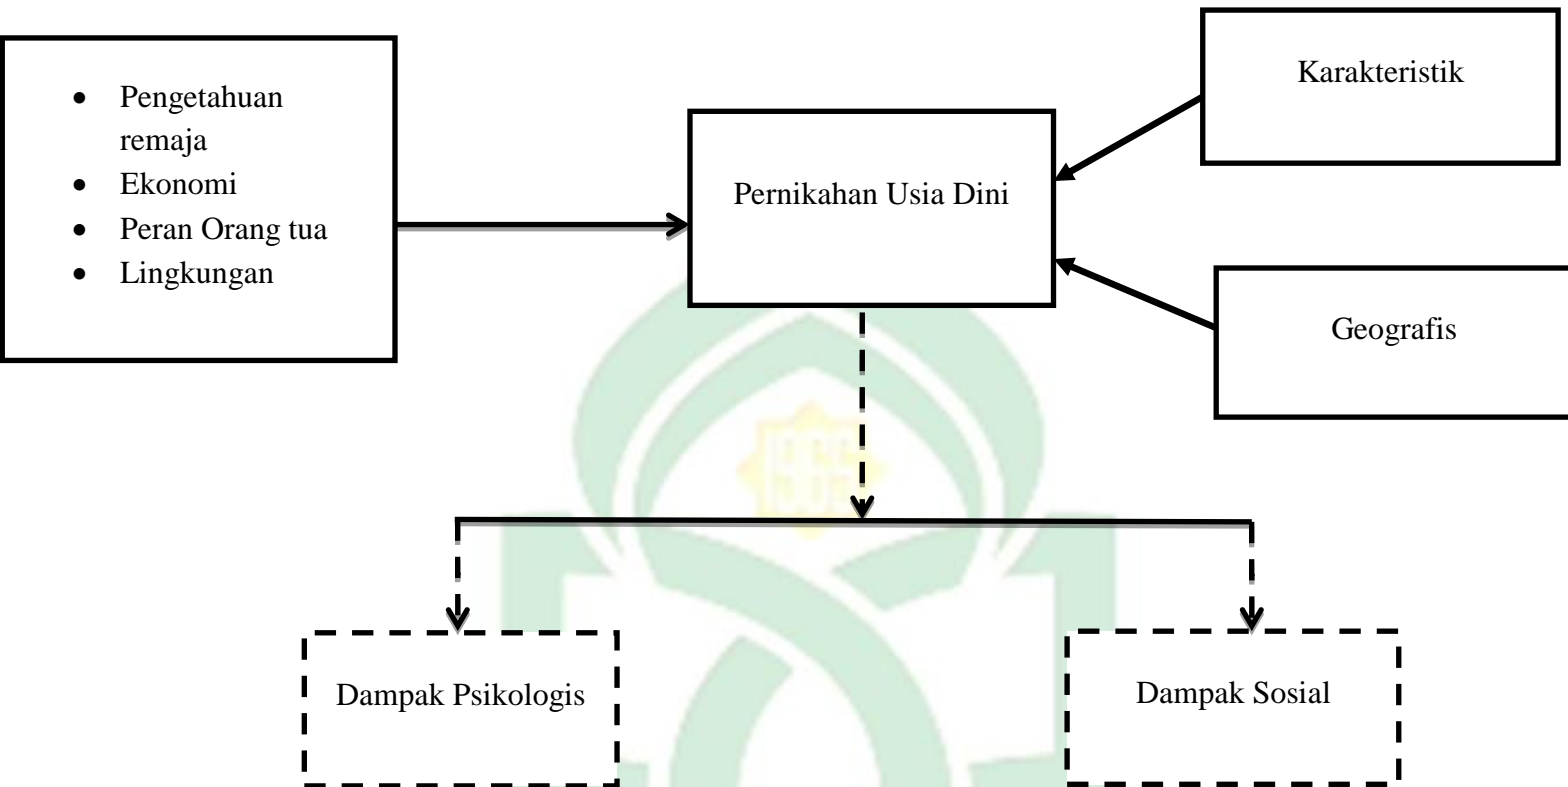 • Pengetahuan
remaja
• Ekonomi
• Peran Orang tua
• Lingkungan
Pernikahan Usia Dini
Karakteristik
Geografis
Dampak Psikologis
Dampak Sosial